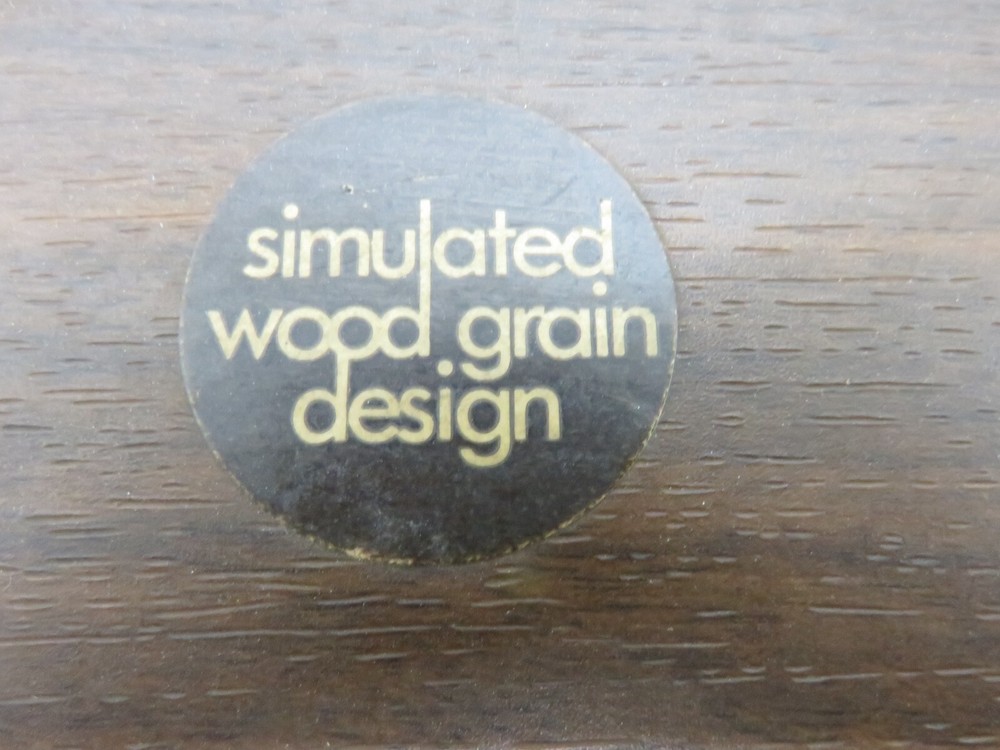 simulated
wood grain
design